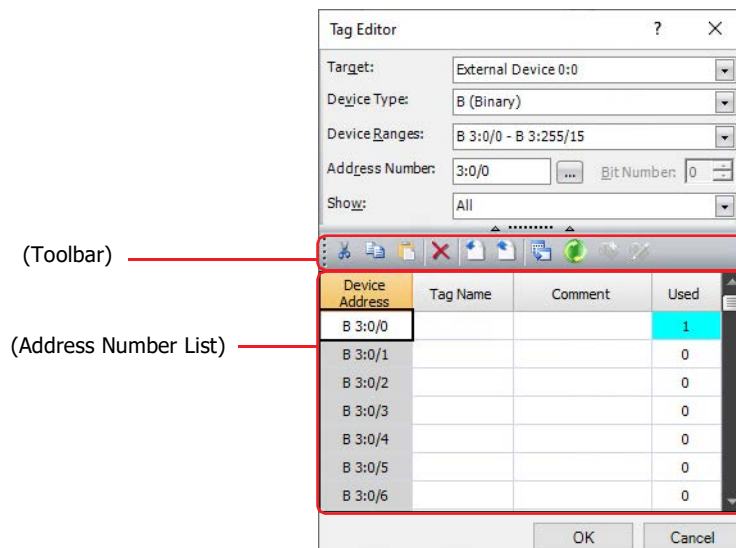 Tag Editor ? ×
Target: External Device 0:0
Device Type: B (Binary)
Device Ranges: B 3:0/0 - B 3:255/15
Address Number: 3:0/0 ... Bit Number: 0
Show: All
(Toolbar)
Device Address Tag Name Comment Used
B 3:0/0 1
(Address Number List)
B 3:0/1 0
B 3:0/2 0
B 3:0/3 0
B 3:0/4 0
B 3:0/5 0
B 3:0/6 0
OK Cancel